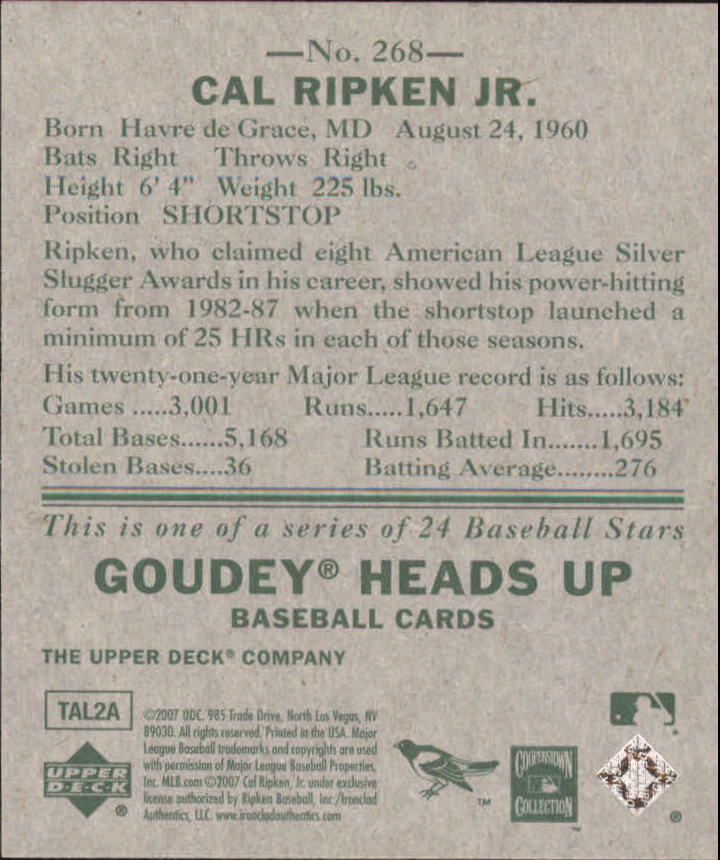 —No. 268—
CAL RIPKEN JR.
Born Havre de Grace, MD August 24, 1960
Bats Right Throws Right
Height 6' 4" Weight 225 lbs.
Position SHORTSTOP
Ripken, who claimed eight American League Silver
Slugger Awards in his career, showed his power-hitting
form from 1982-87 when the shortstop launched a
minimum of 25 HRs in each of those seasons.
His twenty-one-year Major League record is as follows:
Games .....3,001 Runs.....1,647 Hits.....3,184
Total Bases......5,168 Runs Batted In.......1,695
Stolen Bases....36 Batting Average........276
This is one of a series of 24 Baseball Stars
GOUDEY® HEADS UP
BASEBALL CARDS
THE UPPER DECK® COMPANY
TAL2A
UPPER
D·E·C·K
®
©2007 UDC. 985 Trade Drive, North Las Vegas, NV
89030. All rights reserved. Printed in the USA. Major
League Baseball trademarks and copyrights are used
with permission of Major League Baseball Properties,
Inc. MLB.com ©2007 Cal Ripken, Jr. under exclusive
license authorized by Ripken Baseball, Inc./Ironclad
Authentics, LLC. www.ironcladauthentics.com
TM
COOPERSTOWN
COLLECTION
TM
®